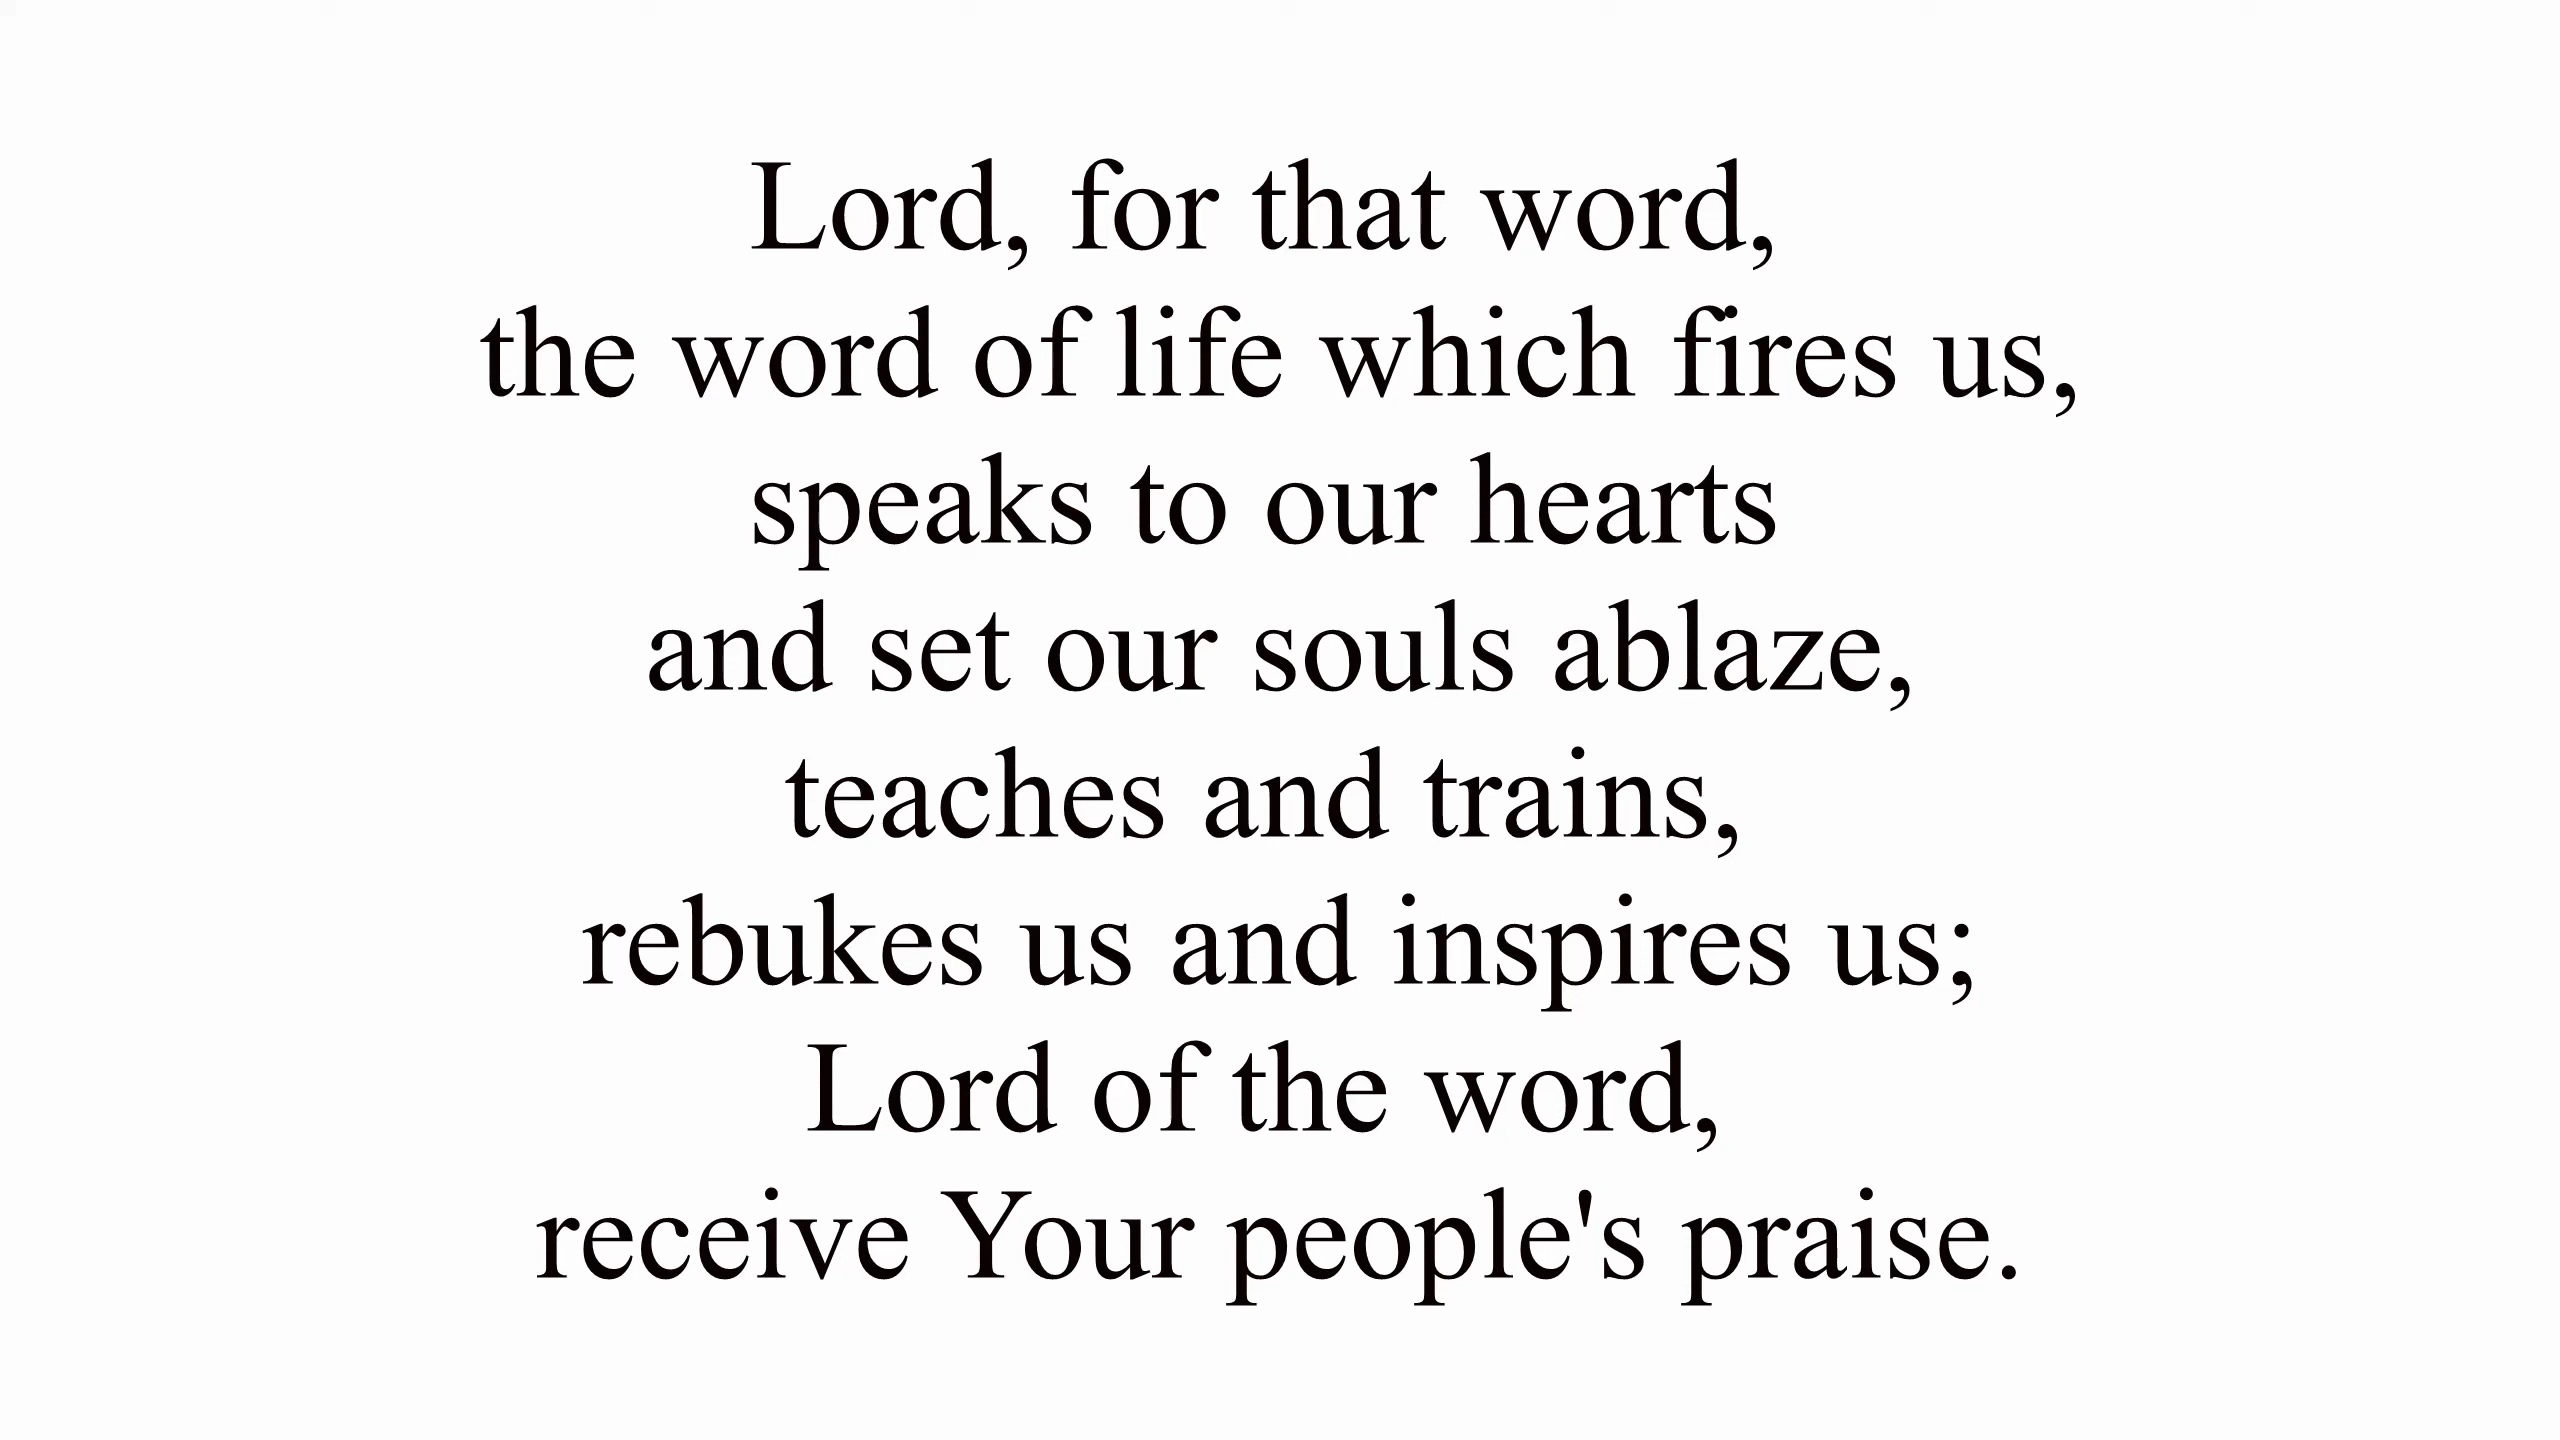 Lord, for that word,
the word of life which fires us,
speaks to our hearts
and set our souls ablaze,
teaches and trains,
rebukes us and inspires us;
Lord of the word,
receive Your people's praise.